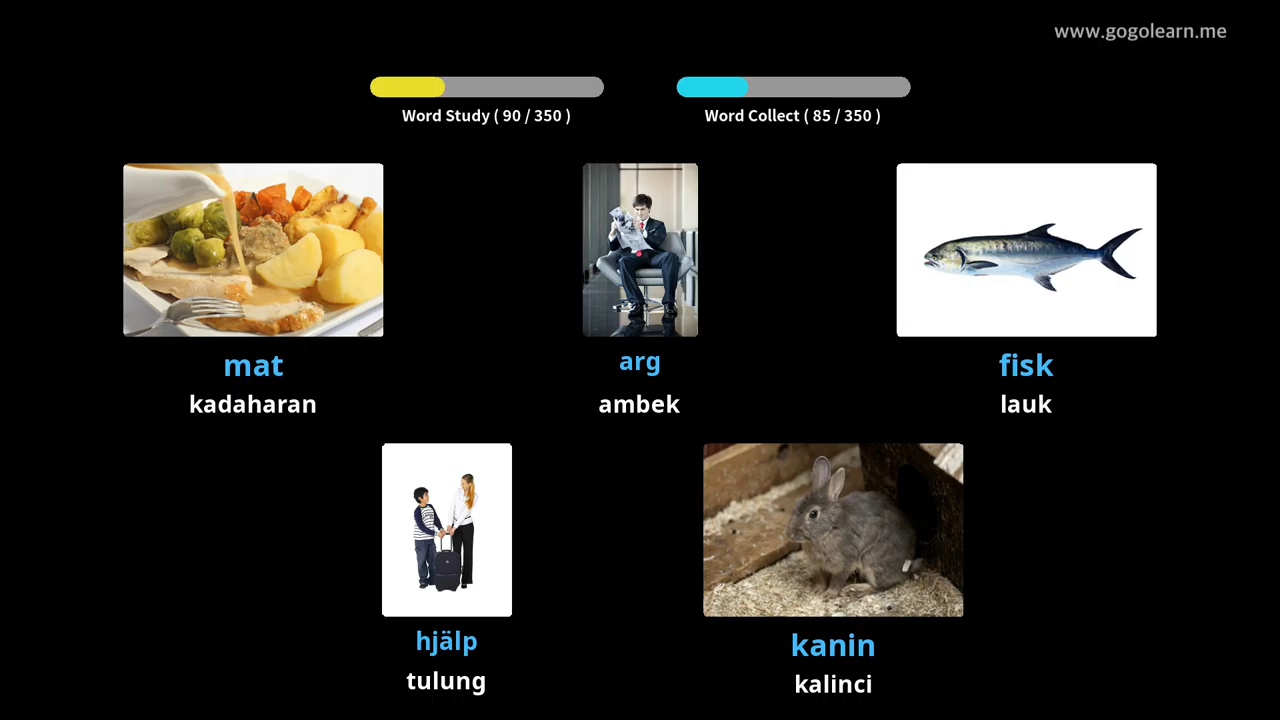 www.gogolearn.me
Word Study ( 90 / 350 )
Word Collect ( 85 / 350 )
mat
kadaharan
arg
ambek
fisk
lauk
hjälp
tulung
kanin
kalinci